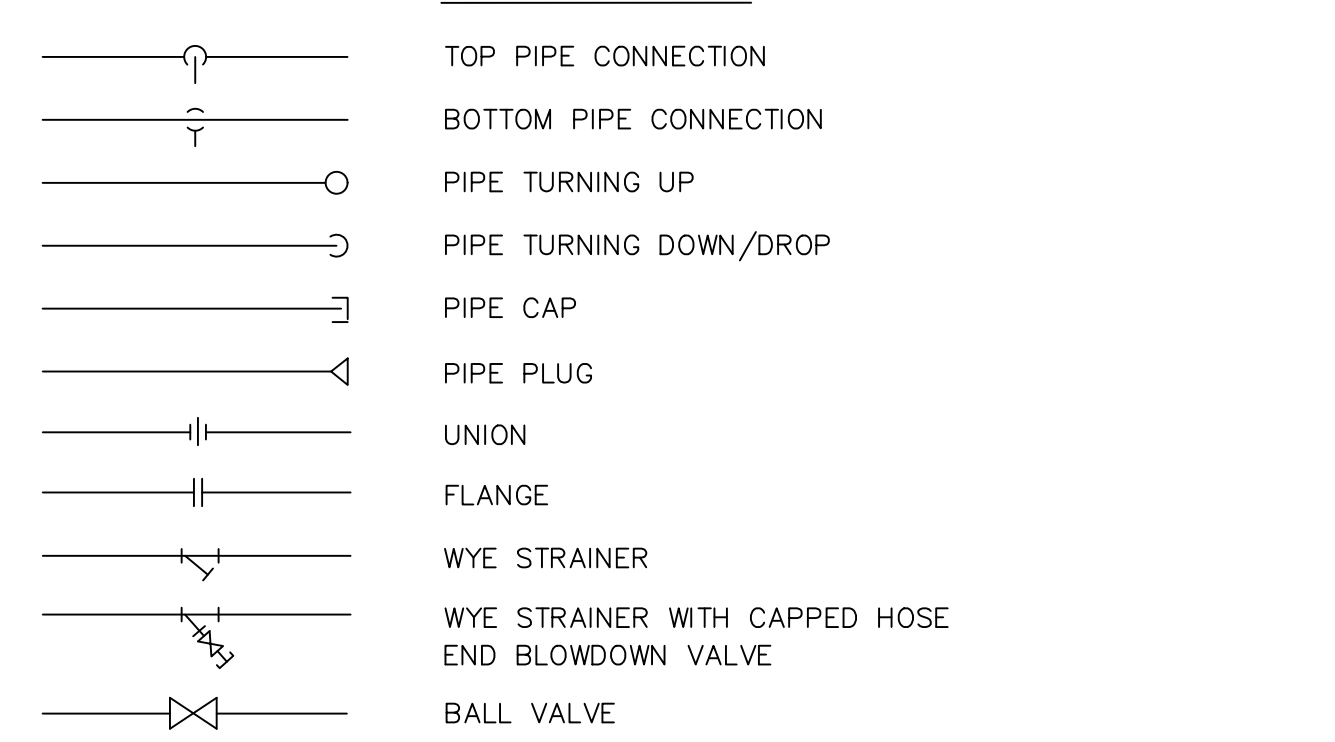 TOP PIPE CONNECTION
BOTTOM PIPE CONNECTION
PIPE TURNING UP
PIPE TURNING DOWN/DROP
PIPE CAP
PIPE PLUG
UNION
FLANGE
WYE STRAINER
WYE STRAINER WITH CAPPED HOSE
END BLOWDOWN VALVE
BALL VALVE